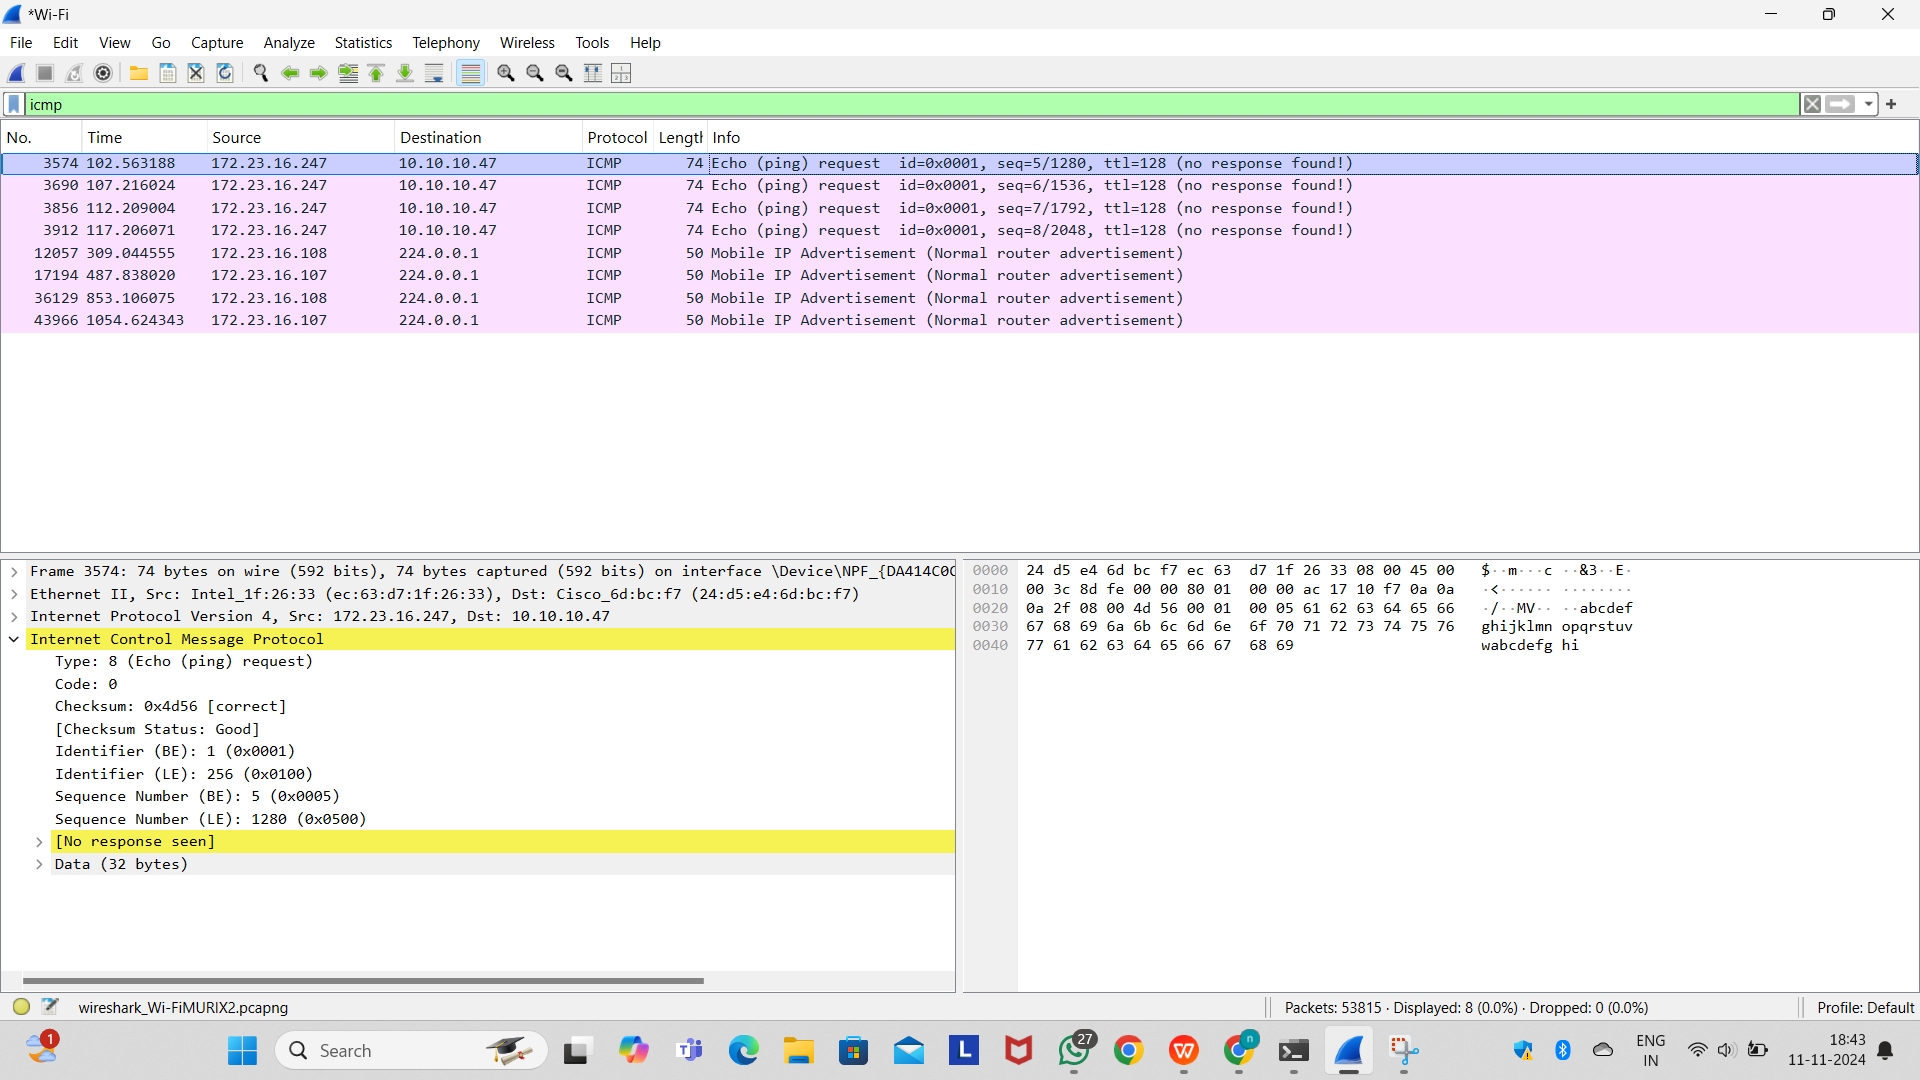 *Wi-Fi
File Edit View Go Capture Analyze Statistics Telephony Wireless Tools Help
icmp
No. Time Source Destination Protocol Length Info
3574 102.563188 172.23.16.247 10.10.10.47 ICMP 74 Echo (ping) request id=0x0001, seq=5/1280, ttl=128 (no response found!)
3690 107.216024 172.23.16.247 10.10.10.47 ICMP 74 Echo (ping) request id=0x0001, seq=6/1536, ttl=128 (no response found!)
3856 112.209004 172.23.16.247 10.10.10.47 ICMP 74 Echo (ping) request id=0x0001, seq=7/1792, ttl=128 (no response found!)
3912 117.206071 172.23.16.247 10.10.10.47 ICMP 74 Echo (ping) request id=0x0001, seq=8/2048, ttl=128 (no response found!)
12057 309.044555 172.23.16.108 224.0.0.1 ICMP 50 Mobile IP Advertisement (Normal router advertisement)
17194 487.838020 172.23.16.107 224.0.0.1 ICMP 50 Mobile IP Advertisement (Normal router advertisement)
36129 853.106075 172.23.16.108 224.0.0.1 ICMP 50 Mobile IP Advertisement (Normal router advertisement)
43966 1054.624343 172.23.16.107 224.0.0.1 ICMP 50 Mobile IP Advertisement (Normal router advertisement)
Frame 3574: 74 bytes on wire (592 bits), 74 bytes captured (592 bits) on interface \Device\NPF_{DA414C0C
Ethernet II, Src: Intel_1f:26:33 (ec:63:d7:1f:26:33), Dst: Cisco_6d:bc:f7 (24:d5:e4:6d:bc:f7)
Internet Protocol Version 4, Src: 172.23.16.247, Dst: 10.10.10.47
Internet Control Message Protocol
Type: 8 (Echo (ping) request)
Code: 0
Checksum: 0x4d56 [correct]
[Checksum Status: Good]
Identifier (BE): 1 (0x0001)
Identifier (LE): 256 (0x0100)
Sequence Number (BE): 5 (0x0005)
Sequence Number (LE): 1280 (0x0500)
[No response seen]
Data (32 bytes)
0000 24 d5 e4 6d bc f7 ec 63 d7 1f 26 33 08 00 45 00 $··m···c ··&3··E·
0010 00 3c 8d fe 00 00 80 01 00 00 ac 17 10 f7 0a 0a ·<······ ········
0020 0a 2f 08 00 4d 56 00 01 00 05 61 62 63 64 65 66 ·/··MV·· ··abcdef
0030 67 68 69 6a 6b 6c 6d 6e 6f 70 71 72 73 74 75 76 ghijklmn opqrstuv
0040 77 61 62 63 64 65 66 67 68 69 wabcdefg hi
wireshark_Wi-FiMURIX2.pcapng Packets: 53815 · Displayed: 8 (0.0%) · Dropped: 0 (0.0%) Profile: Default
1 Search L 27 n ENG 18:43
IN 11-11-2024